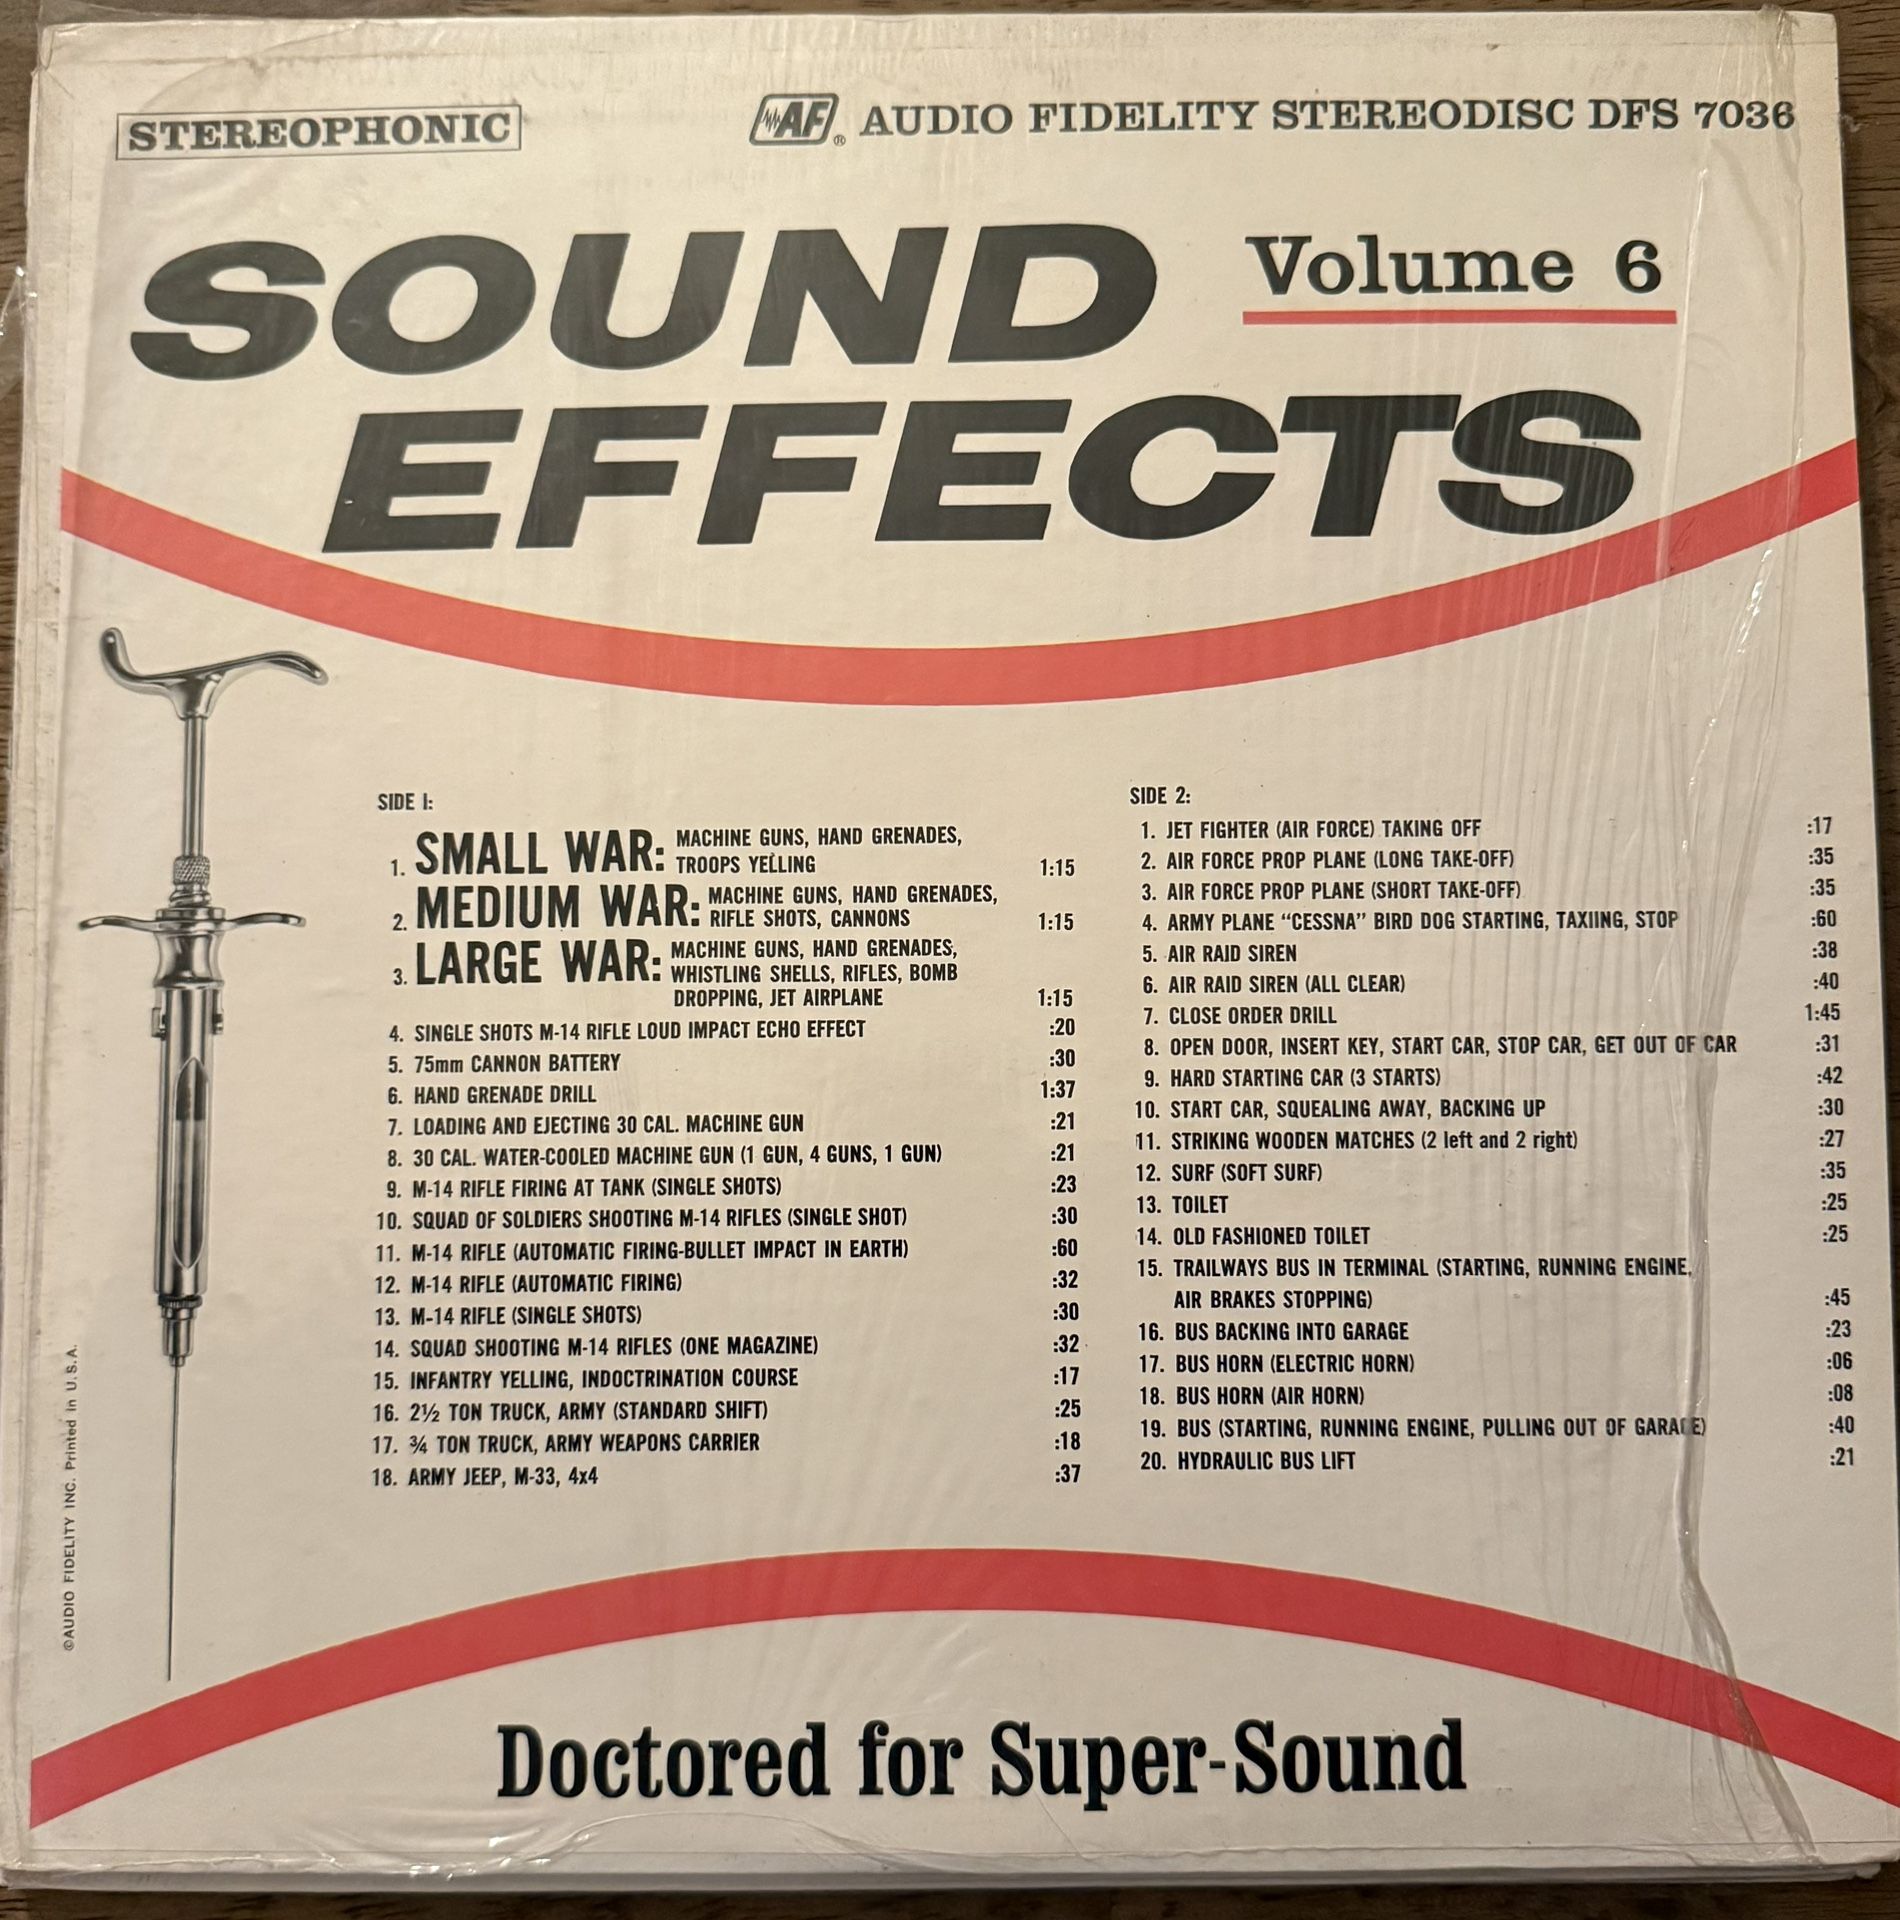 STEREOPHONIC
AF® AUDIO FIDELITY STEREODISC DFS 7036
SOUND
Volume 6
EFFECTS
SIDE 1:
1. SMALL WAR: MACHINE GUNS, HAND GRENADES,
TROOPS YELLING 1:15
2. MEDIUM WAR: MACHINE GUNS, HAND GRENADES,
RIFLE SHOTS, CANNONS 1:15
3. LARGE WAR: MACHINE GUNS, HAND GRENADES,
WHISTLING SHELLS, RIFLES, BOMB
DROPPING, JET AIRPLANE 1:15
4. SINGLE SHOTS M-14 RIFLE LOUD IMPACT ECHO EFFECT :20
5. 75mm CANNON BATTERY :30
6. HAND GRENADE DRILL 1:37
7. LOADING AND EJECTING 30 CAL. MACHINE GUN :21
8. 30 CAL. WATER-COOLED MACHINE GUN (1 GUN, 4 GUNS, 1 GUN) :21
9. M-14 RIFLE FIRING AT TANK (SINGLE SHOTS) :23
10. SQUAD OF SOLDIERS SHOOTING M-14 RIFLES (SINGLE SHOT) :30
11. M-14 RIFLE (AUTOMATIC FIRING-BULLET IMPACT IN EARTH) :60
12. M-14 RIFLE (AUTOMATIC FIRING) :32
13. M-14 RIFLE (SINGLE SHOTS) :30
14. SQUAD SHOOTING M-14 RIFLES (ONE MAGAZINE) :32
15. INFANTRY YELLING, INDOCTRINATION COURSE :17
16. 2½ TON TRUCK, ARMY (STANDARD SHIFT) :25
17. ¾ TON TRUCK, ARMY WEAPONS CARRIER :18
18. ARMY JEEP, M-33, 4x4 :37
SIDE 2:
1. JET FIGHTER (AIR FORCE) TAKING OFF :17
2. AIR FORCE PROP PLANE (LONG TAKE-OFF) :35
3. AIR FORCE PROP PLANE (SHORT TAKE-OFF) :35
4. ARMY PLANE “CESSNA” BIRD DOG STARTING, TAXIING, STOP :60
5. AIR RAID SIREN :38
6. AIR RAID SIREN (ALL CLEAR) :40
7. CLOSE ORDER DRILL 1:45
8. OPEN DOOR, INSERT KEY, START CAR, STOP CAR, GET OUT OF CAR :31
9. HARD STARTING CAR (3 STARTS) :42
10. START CAR, SQUEALING AWAY, BACKING UP :30
11. STRIKING WOODEN MATCHES (2 left and 2 right) :27
12. SURF (SOFT SURF) :35
13. TOILET :25
14. OLD FASHIONED TOILET :25
15. TRAILWAYS BUS IN TERMINAL (STARTING, RUNNING ENGINE,
AIR BRAKES STOPPING) :45
16. BUS BACKING INTO GARAGE :23
17. BUS HORN (ELECTRIC HORN) :06
18. BUS HORN (AIR HORN) :08
19. BUS (STARTING, RUNNING ENGINE, PULLING OUT OF GARAGE) :40
20. HYDRAULIC BUS LIFT :21
©AUDIO FIDELITY INC. Printed in U.S.A.
Doctored for Super-Sound